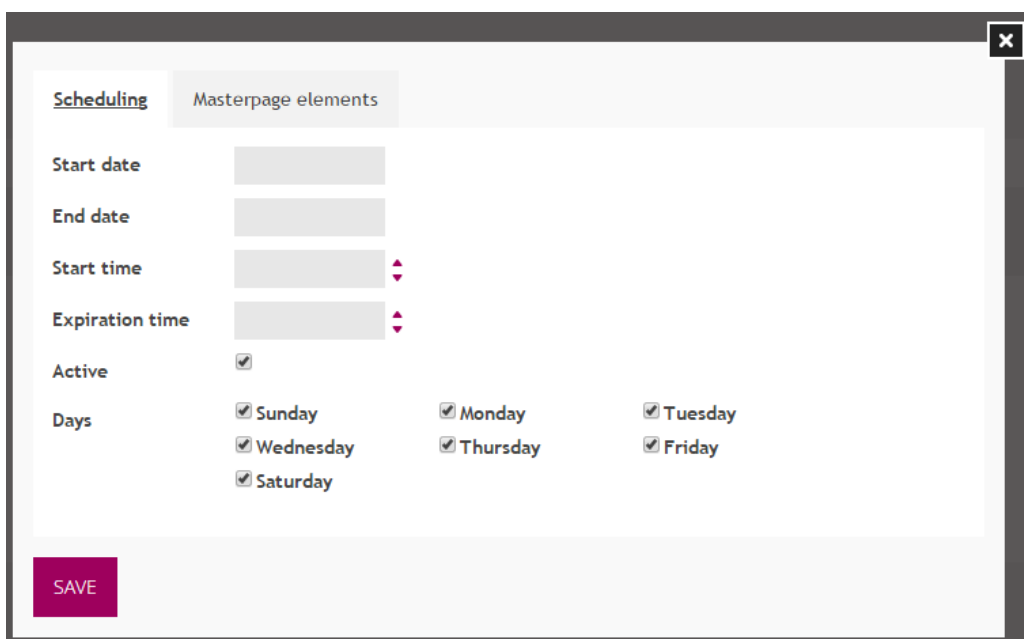 Scheduling Masterpage elements
Start date
End date
Start time
Expiration time
Active
Days Sunday Monday Tuesday
Wednesday Thursday Friday
Saturday
SAVE